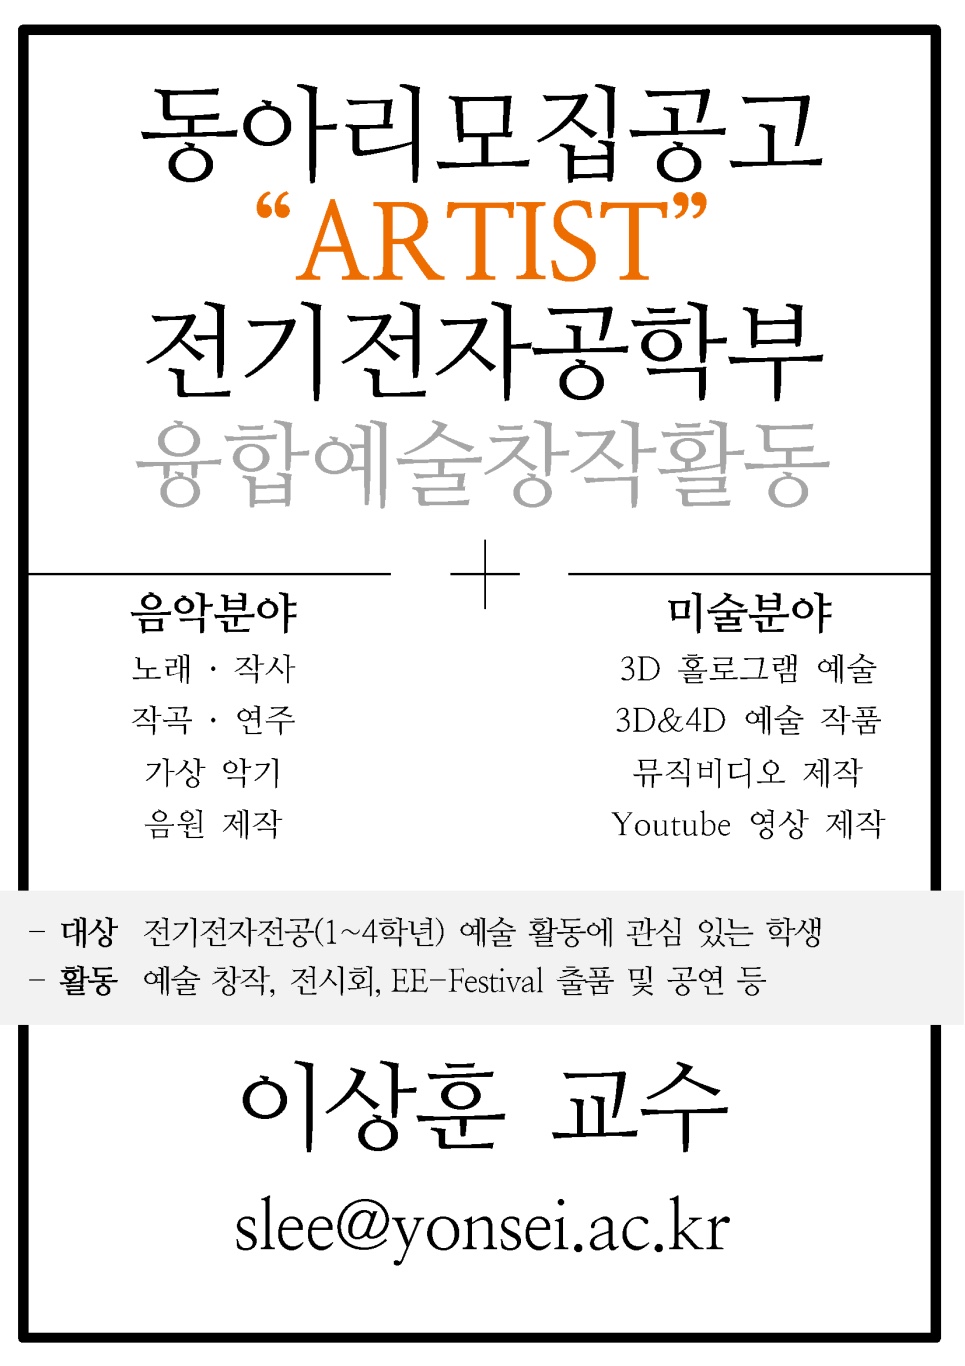 동아리모집공고
“ARTIST”
전기전자공학부
융합예술창작활동
음악분야
노래 · 작사
작곡 · 연주
가상 악기
음원 제작
미술분야
3D 홀로그램 예술
3D&4D 예술 작품
뮤직비디오 제작
Youtube 영상 제작
- 대상 전기전자전공(1~4학년) 예술 활동에 관심 있는 학생
- 활동 예술 창작, 전시회, EE-Festival 출품 및 공연 등
이상훈 교수
slee@yonsei.ac.kr